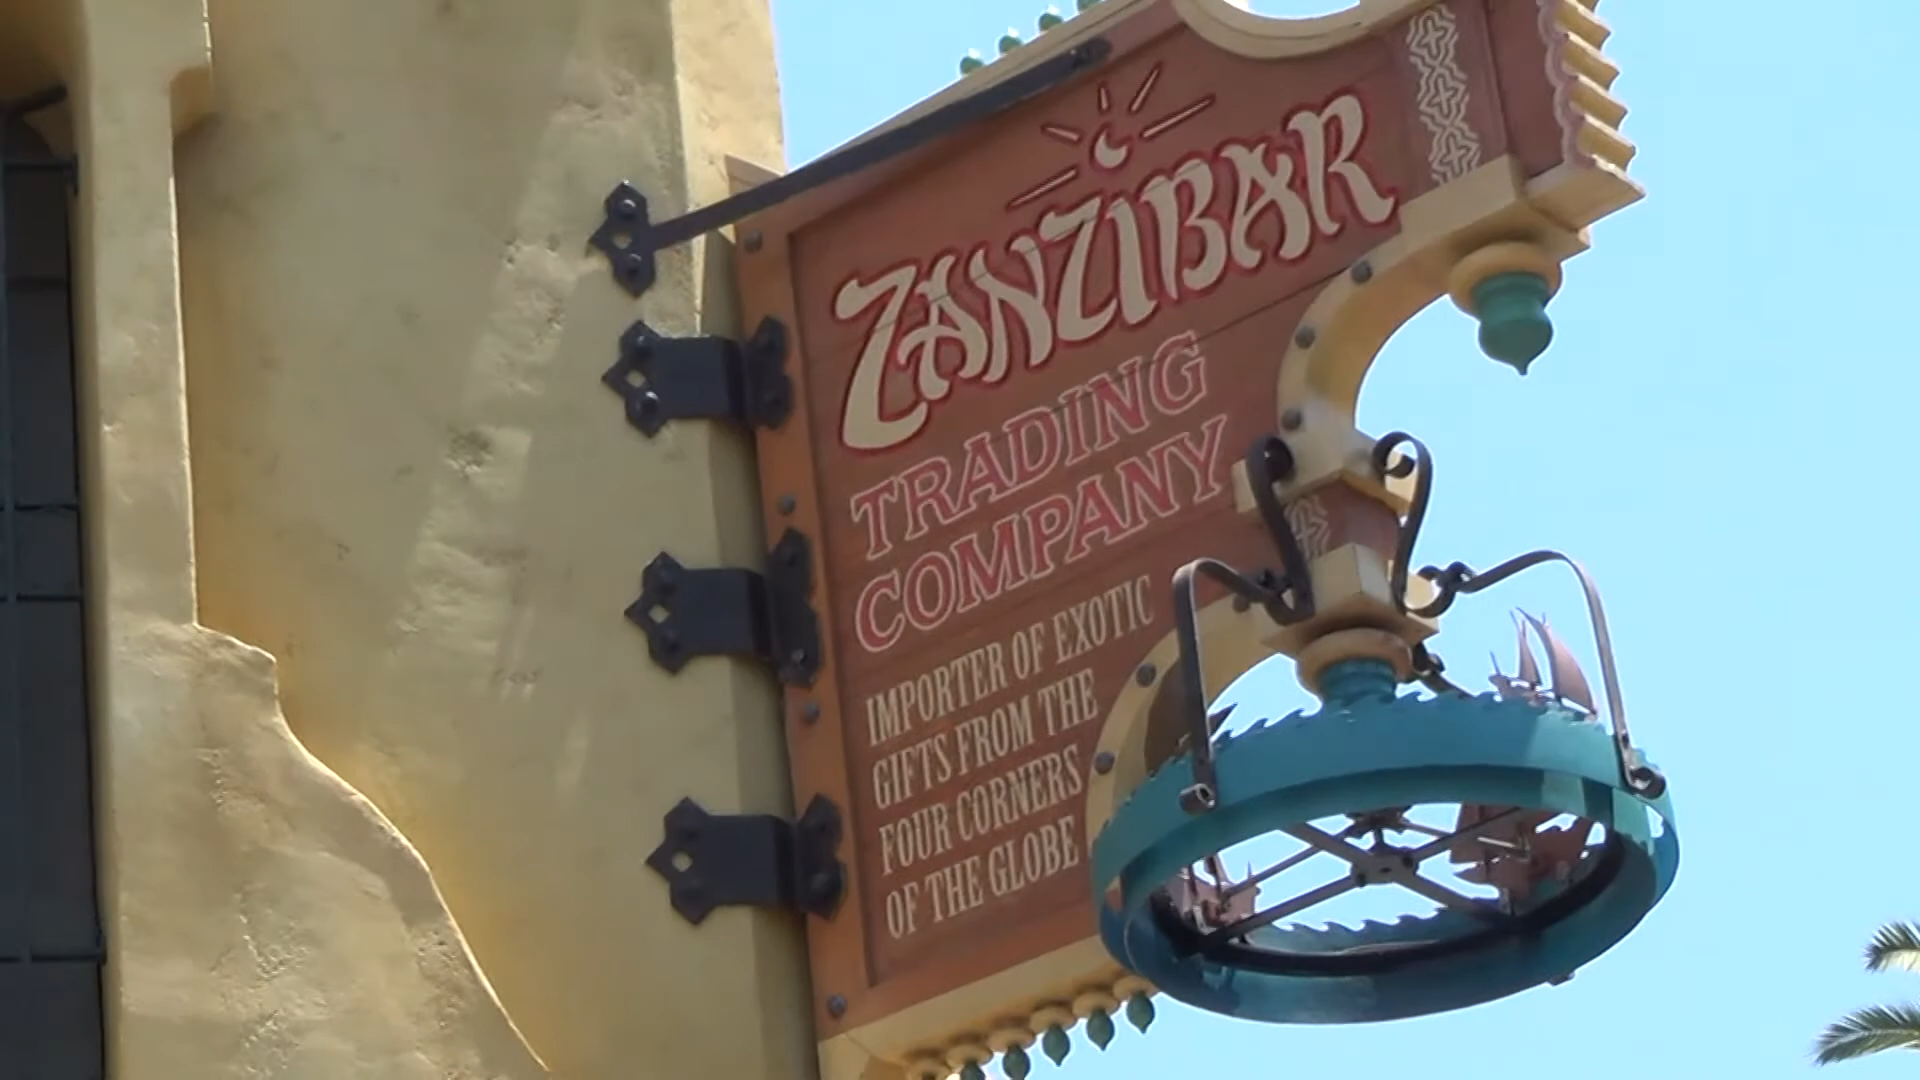 ZANZIBAR
TRADING
COMPANY
IMPORTER OF EXOTIC
GIFTS FROM THE
FOUR CORNERS
OF THE GLOBE